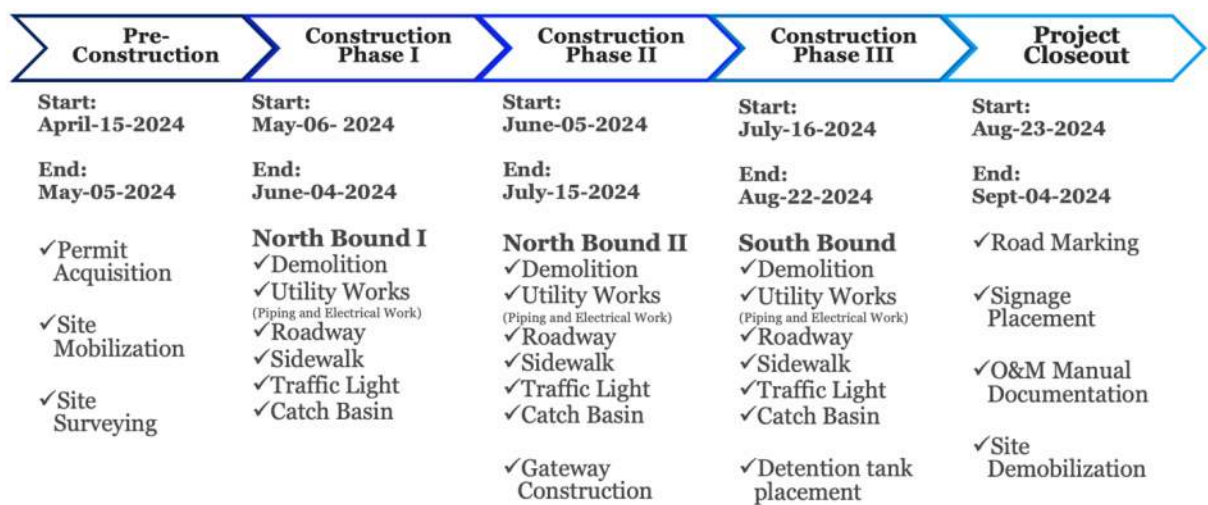 Pre-
Construction
Construction
Phase I
Construction
Phase II
Construction
Phase III
Project
Closeout
Start:
April-15-2024
End:
May-05-2024
✓Permit
Acquisition
✓Site
Mobilization
✓Site
Surveying
Start:
May-06- 2024
End:
June-04-2024
North Bound I
✓Demolition
✓Utility Works
(Piping and Electrical Work)
✓Roadway
✓Sidewalk
✓Traffic Light
✓Catch Basin
Start:
June-05-2024
End:
July-15-2024
North Bound II
✓Demolition
✓Utility Works
(Piping and Electrical Work)
✓Roadway
✓Sidewalk
✓Traffic Light
✓Catch Basin
✓Gateway
Construction
Start:
July-16-2024
End:
Aug-22-2024
South Bound
✓Demolition
✓Utility Works
(Piping and Electrical Work)
✓Roadway
✓Sidewalk
✓Traffic Light
✓Catch Basin
✓Detention tank
placement
Start:
Aug-23-2024
End:
Sept-04-2024
✓Road Marking
✓Signage
Placement
✓O&M Manual
Documentation
✓Site
Demobilization